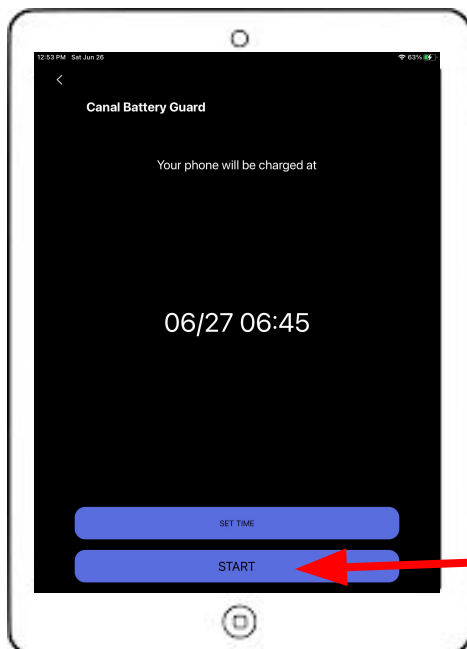 12:53 PM Sat Jun 26 63%
Canal Battery Guard
Your phone will be charged at
06/27 06:45
SET TIME
START